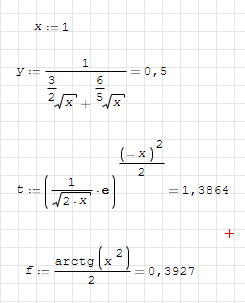 x:=1
y:=1/(∛(3/2)√x + (6/5)√x)=0,5
t:=(1/√(2·x)·e)^((-x)^2/2)=1,3864
+
f:=arctg(x^2)/2=0,3927